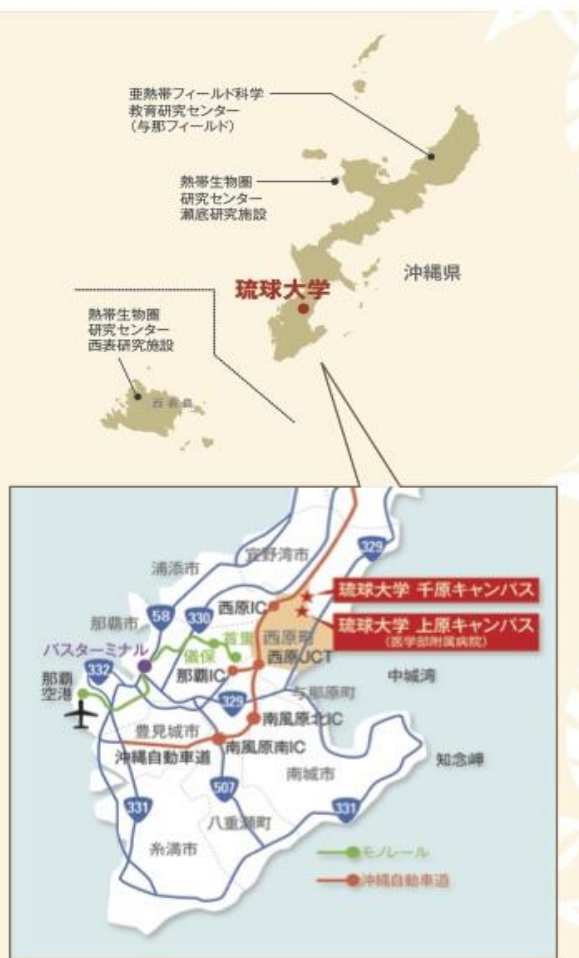 亜熱帯フィールド科学
教育研究センター
（与那フィールド）
熱帯生物圏
研究センター
瀬底研究施設
沖縄県
琉球大学
熱帯生物圏
研究センター
西表研究施設
西表島
329
宜野湾市
浦添市
琉球大学 千原キャンパス
58
330
西原IC
那覇市
首里
西原町
琉球大学 上原キャンパス
（医学部附属病院）
儀保
バスターミナル
西原JCT
332
那覇IC
中城湾
那覇
空港
329
与那原町
豊見城市
南風原北IC
沖縄自動車道
南風原南IC
知念岬
南城市
507
331
331
八重瀬町
糸満市
モノレール
沖縄自動車道